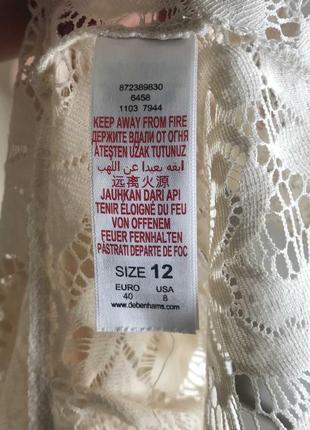 872389830
6458
1103 7944
KEEP AWAY FROM FIRE
ДЕРЖИТЕ ВДАЛИ ОТ ОГНЯ
ATEŞTEN UZAK TUTUNUZ
ابقه بعيدا عن اللهب
远离火源
JAUHKAN DARI API
TENIR ÉLOIGNÉ DU FEU
VON OFFENEM
FEUER FERNHALTEN
PASTRATI DEPARTE DE FOC
SIZE 12
EURO USA
40 8
www.debenhams.com